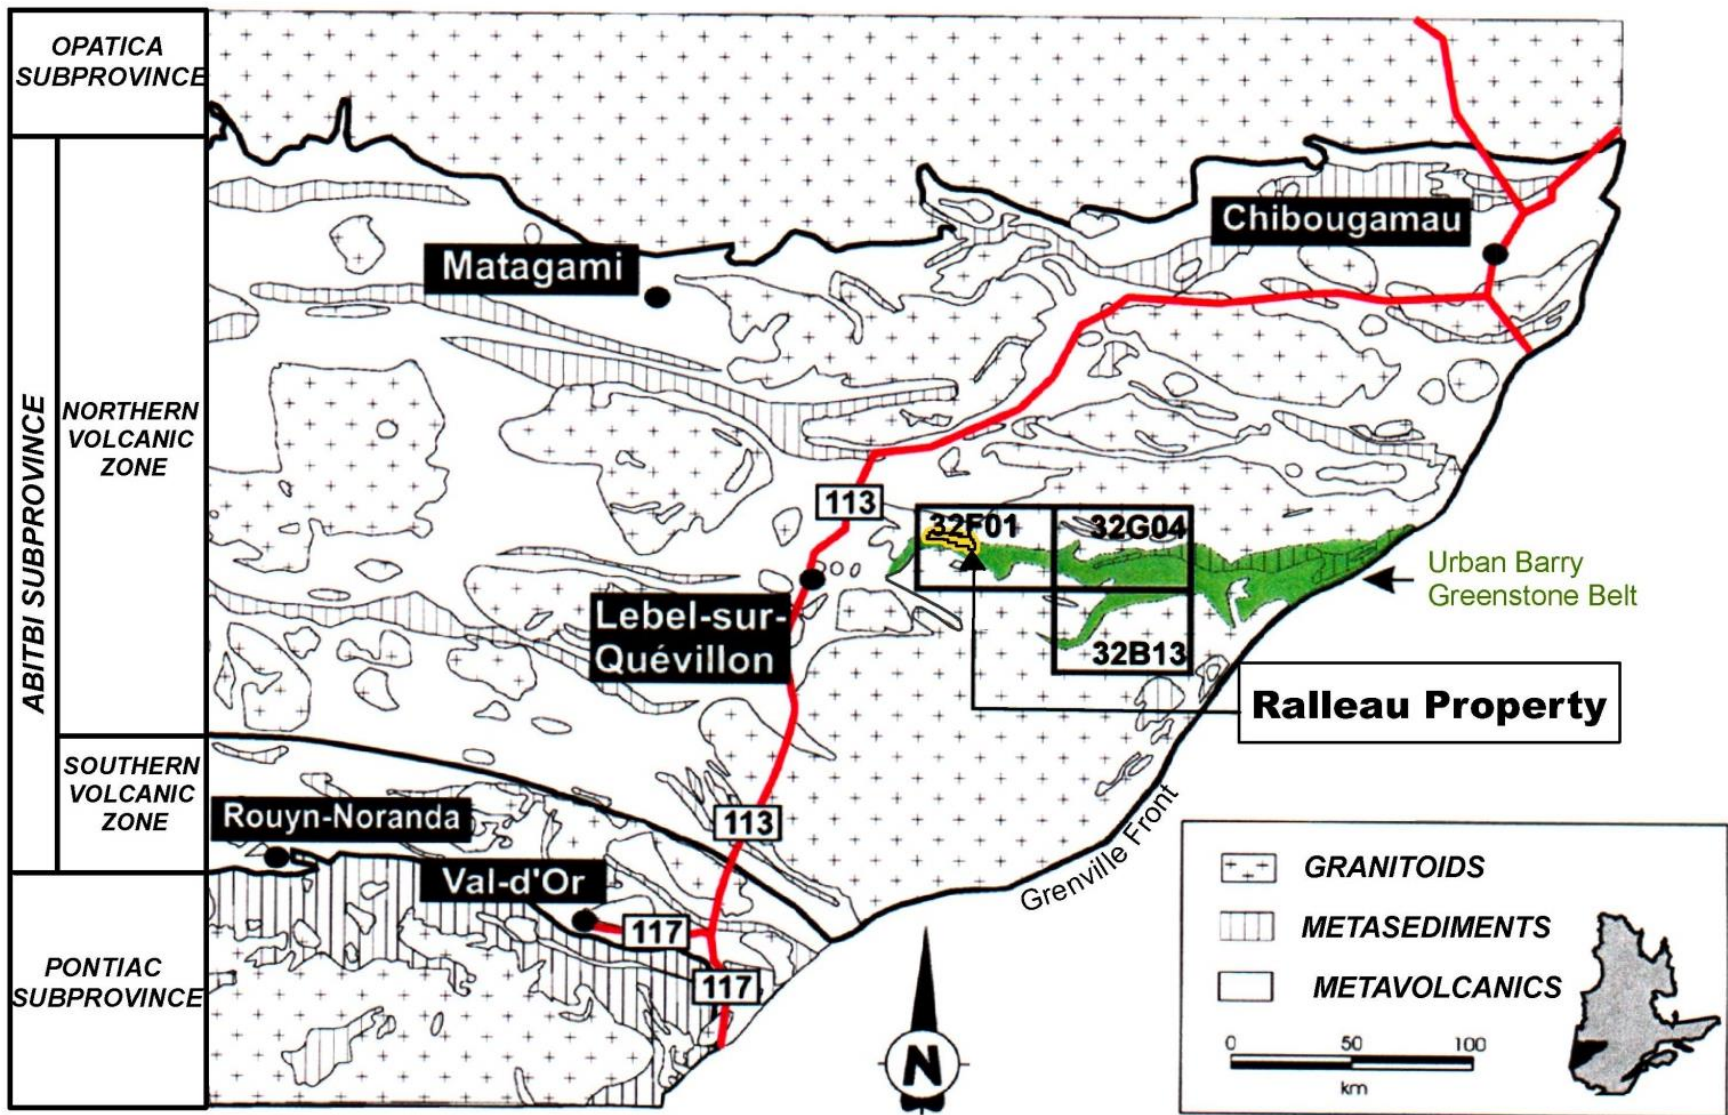 OPATICA
SUBPROVINCE
ABITBI SUBPROVINCE
NORTHERN
VOLCANIC
ZONE
SOUTHERN
VOLCANIC
ZONE
PONTIAC
SUBPROVINCE
Chibougamau
Matagami
113
32F01
32G04
Urban Barry
Greenstone Belt
Lebel-sur-
Quévillon
32B13
Ralleau Property
Rouyn-Noranda
113
Val-d'Or
117
117
Grenville Front
N
GRANITOIDS
METASEDIMENTS
METAVOLCANICS
0 50 100
km